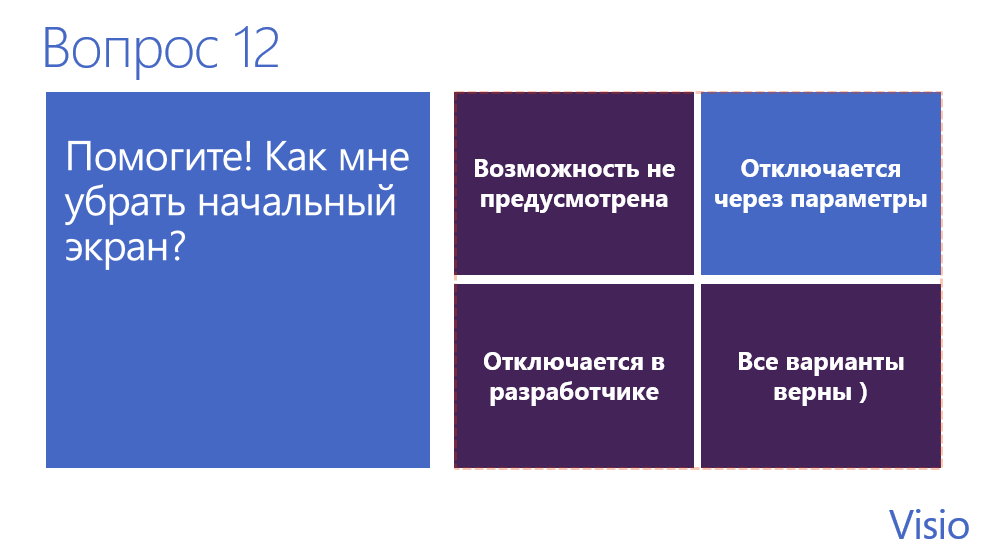 Вопрос 12
Помогите! Как мне
убрать начальный
экран?
Возможность не
предусмотрена
Отключается
через параметры
Отключается в
разработчике
Все варианты
верны )
Visio